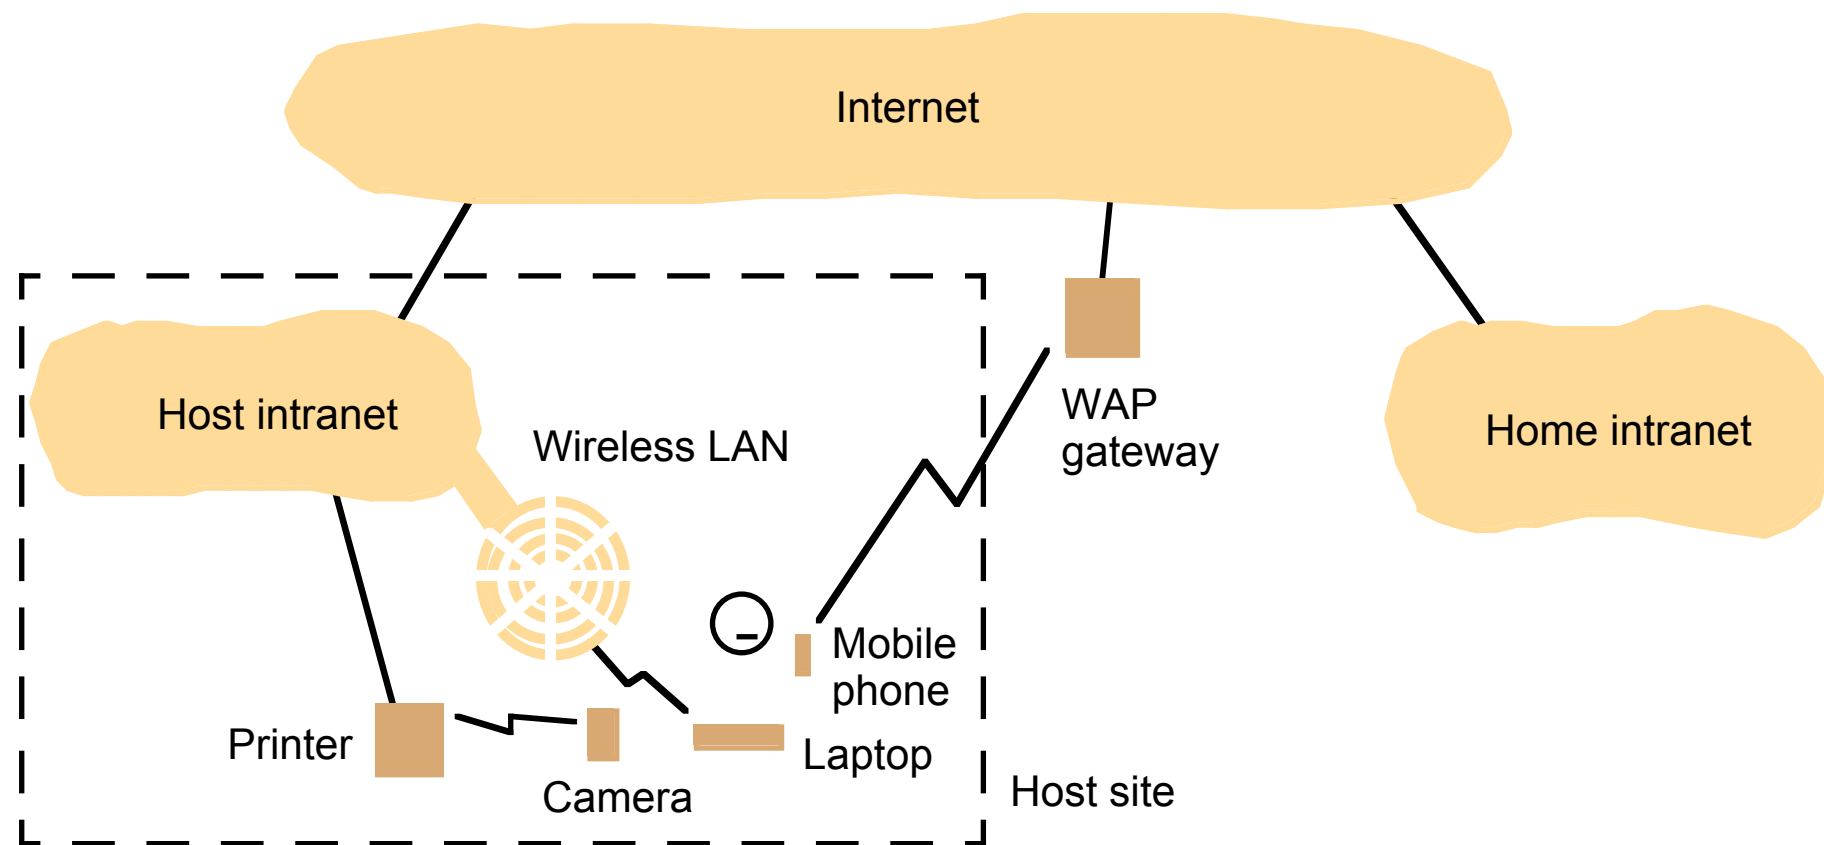 Internet
Host intranet
Wireless LAN
WAP
gateway
Home intranet
Mobile
phone
Printer
Laptop
Camera
Host site